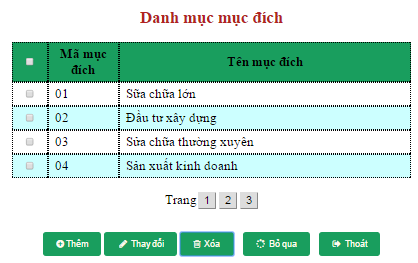 Danh mục mục đích
Mã mục đích Tên mục đích
01 Sữa chữa lớn
02 Đầu tư xây dựng
03 Sửa chữa thường xuyên
04 Sản xuất kinh doanh
Trang 1 2 3
Thêm Thay đổi Xóa Bỏ qua Thoát